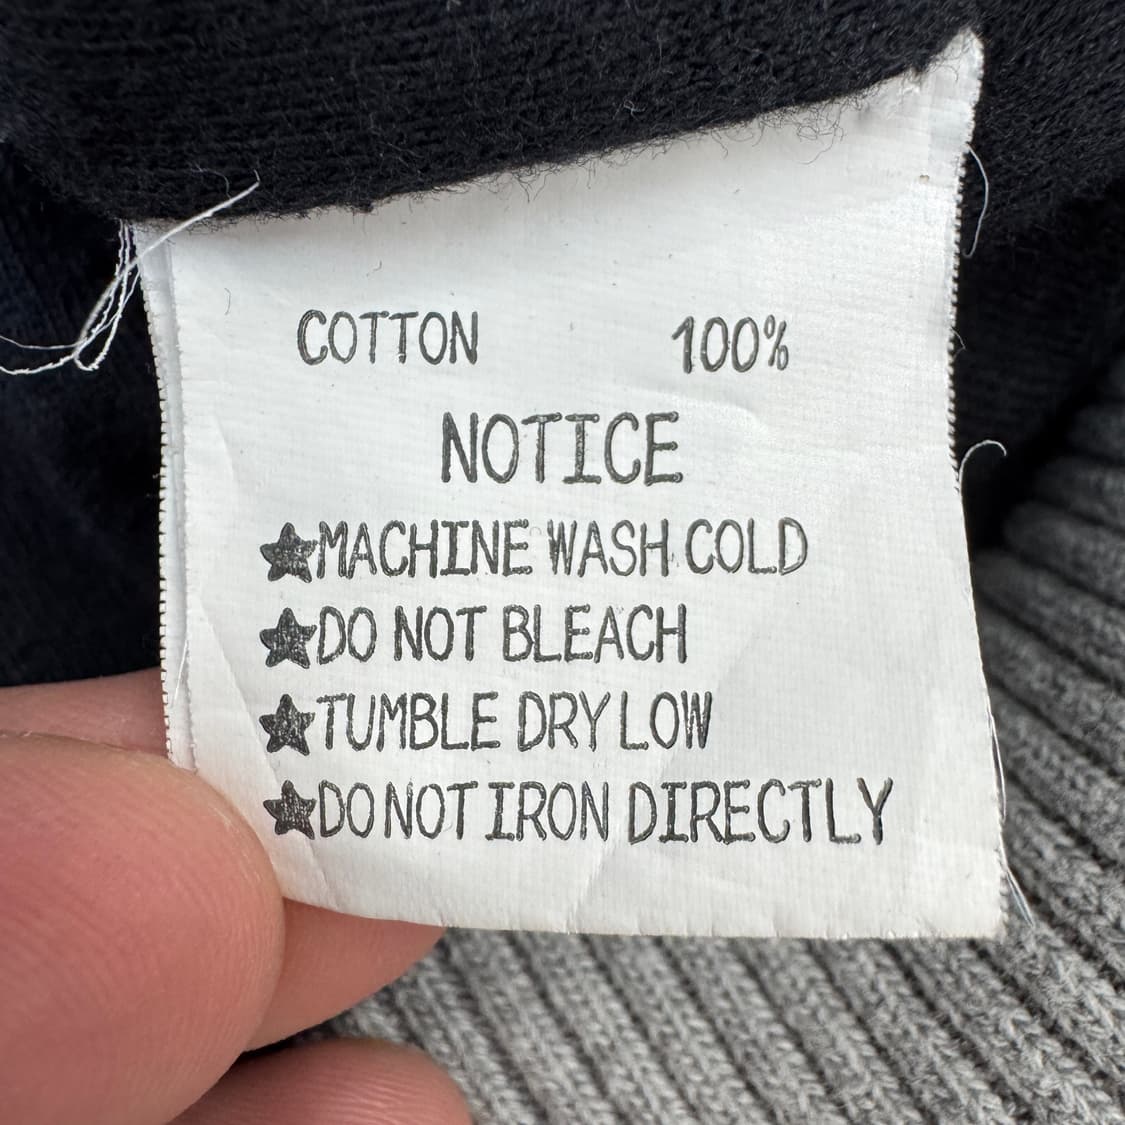 COTTON 100%
NOTICE
★MACHINE WASH COLD
★DO NOT BLEACH
★TUMBLE DRY LOW
★DO NOT IRON DIRECTLY